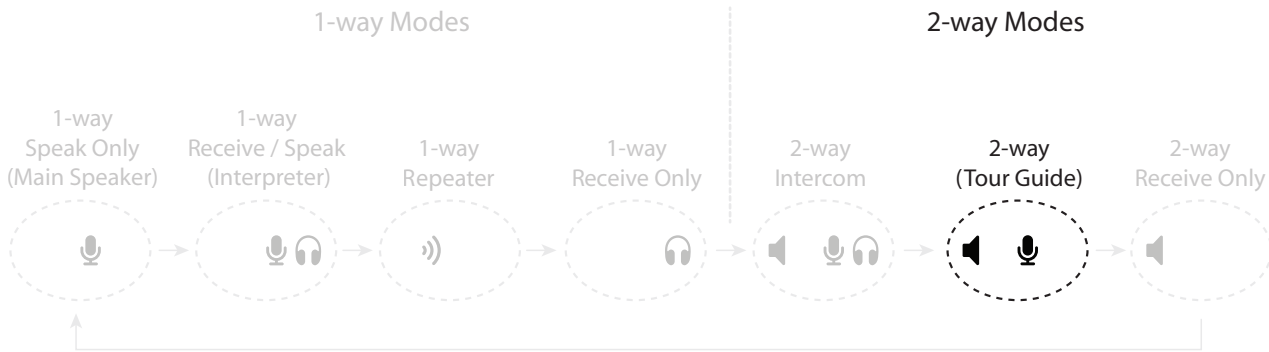 1-way Modes
2-way Modes
1-way
Speak Only
(Main Speaker)
1-way
Receive / Speak
(Interpreter)
1-way
Repeater
1-way
Receive Only
2-way
Intercom
2-way
(Tour Guide)
2-way
Receive Only